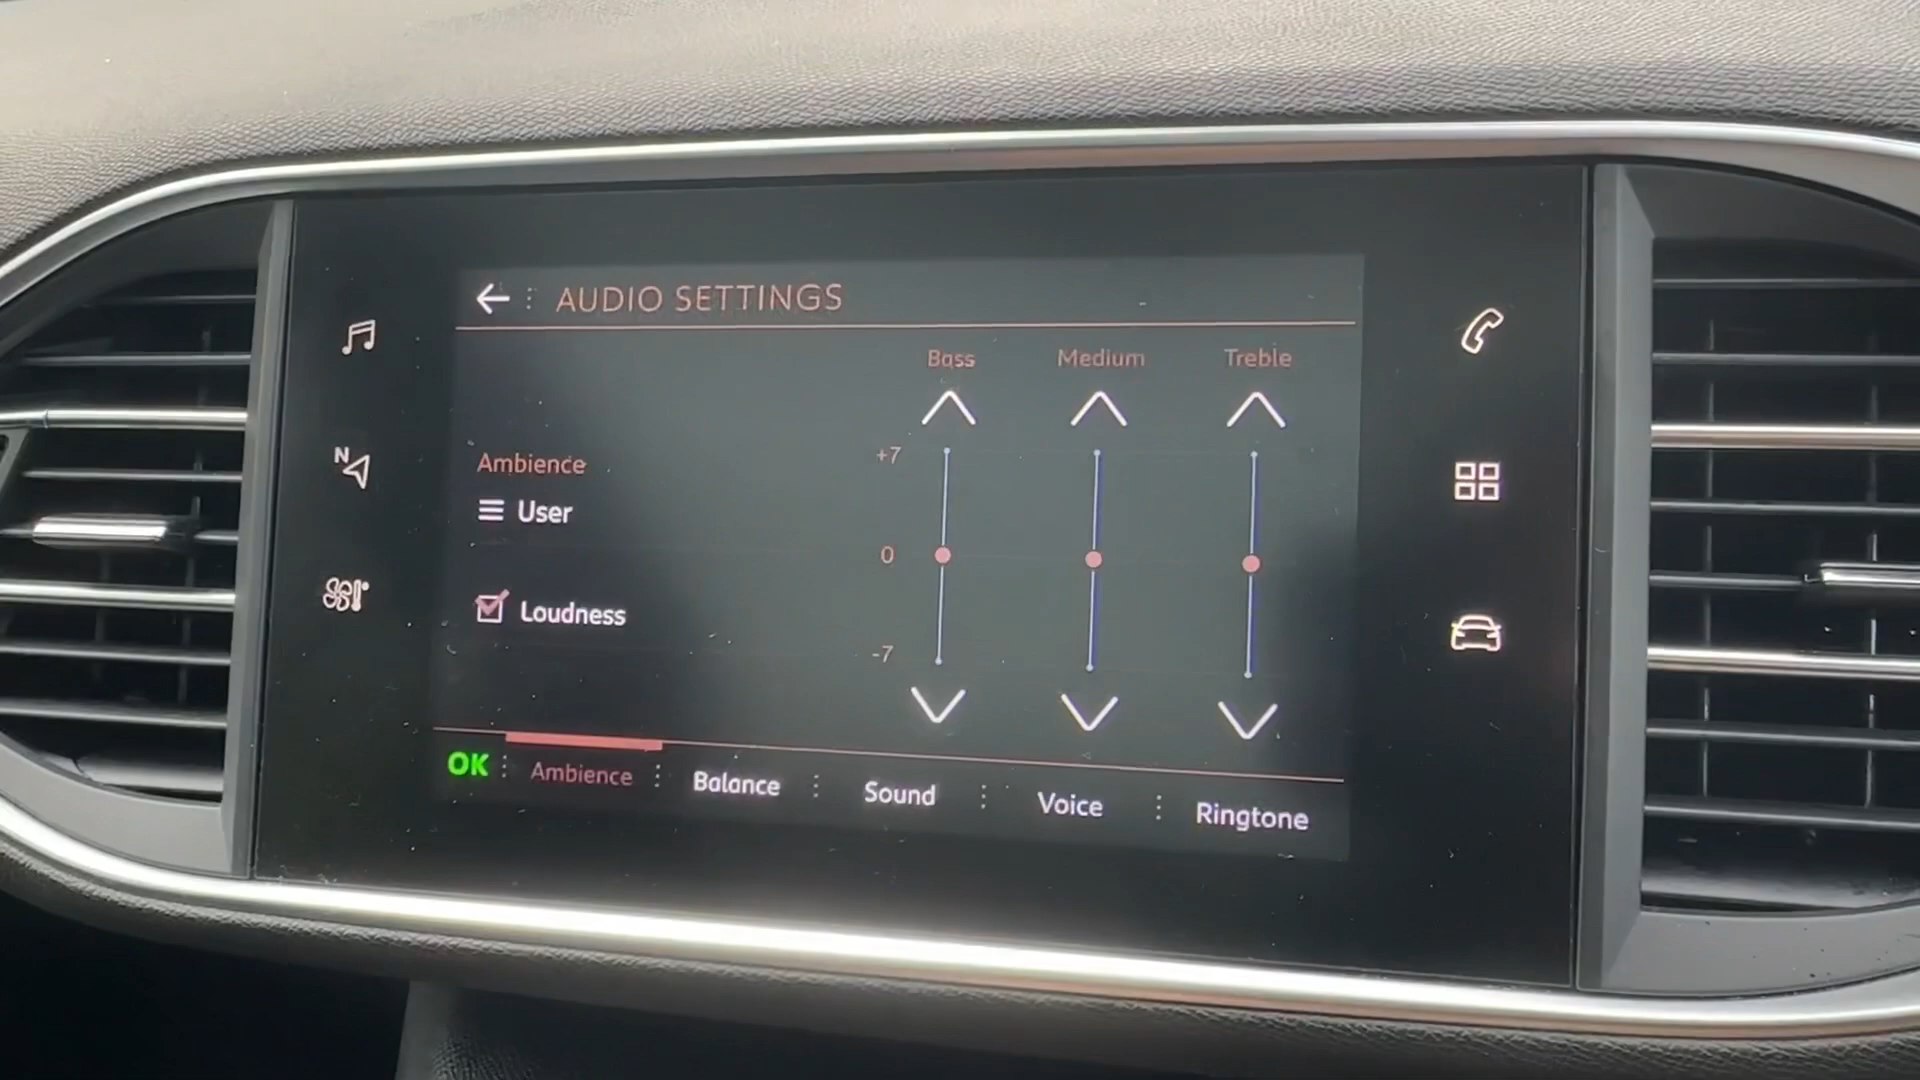 AUDIO SETTINGS
Bass Medium Treble
+7
Ambience
User
0
Loudness
-7
OK Ambience Balance Sound Voice Ringtone
N